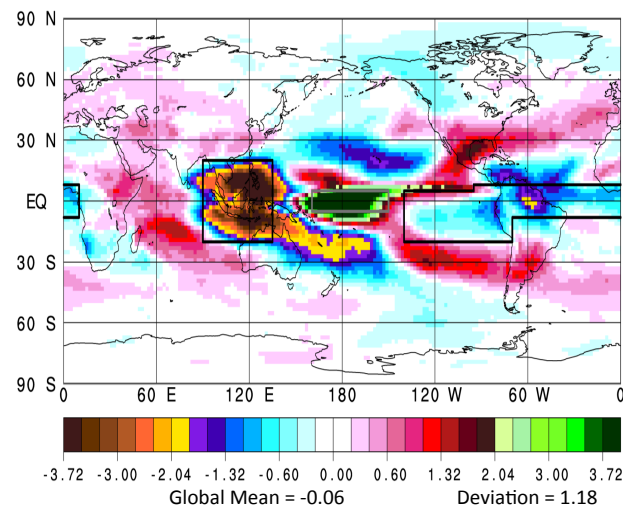 90 N
60 N
30 N
EQ
30 S
60 S
90 S
0 60 E 120 E 180 120 W 60 W 0
-3.72 -3.00 -2.04 -1.32 -0.60 0.00 0.60 1.32 2.04 3.00 3.72
Global Mean = -0.06 Deviation = 1.18